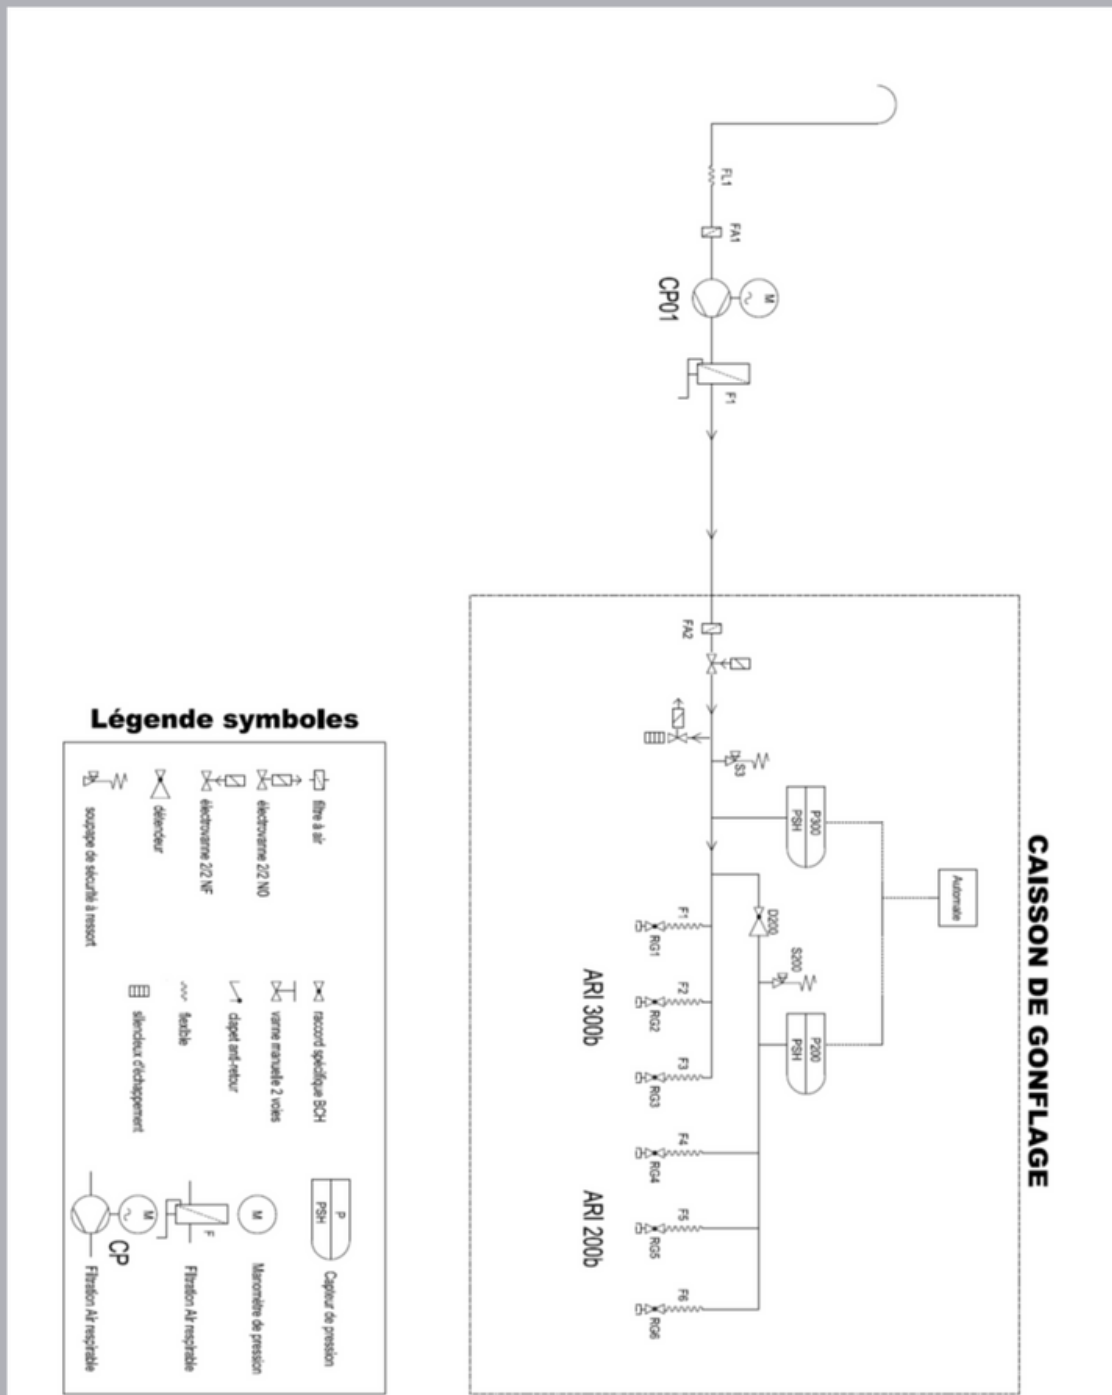 CAISSON DE GONFLAGE
FL1
FA1
M
CP01
F1
FA2
S3
P300
PSH
Automate
D200
S200
P200
PSH
F1
RG1
F2
RG2
F3
RG3
F4
RG4
F5
RG5
F6
RG6
ARI 300b
ARI 200b
Légende symboles
filtre à air
électrovanne 2/2 NO
électrovanne 2/2 NF
détendeur
soupape de sécurité à ressort
raccord spécifique BCH
vanne manuelle 2 voies
clapet anti-retour
flexible
silencieux d'échappement
P
PSH
Capteur de pression
M
Manomètre de pression
F
Filtration Air respirable
M
CP
Filtration Air respirable